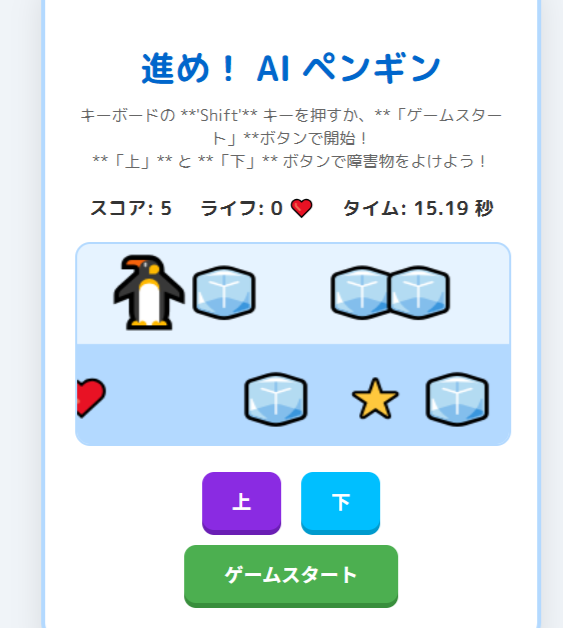 進め！ AI ペンギン
キーボードの **'Shift'** キーを押すか、**「ゲームスター
ト」**ボタンで開始！
**「上」** と **「下」** ボタンで障害物をよけよう！
スコア: 5 ライフ: 0 ❤️ タイム: 15.19 秒
上 下
ゲームスタート